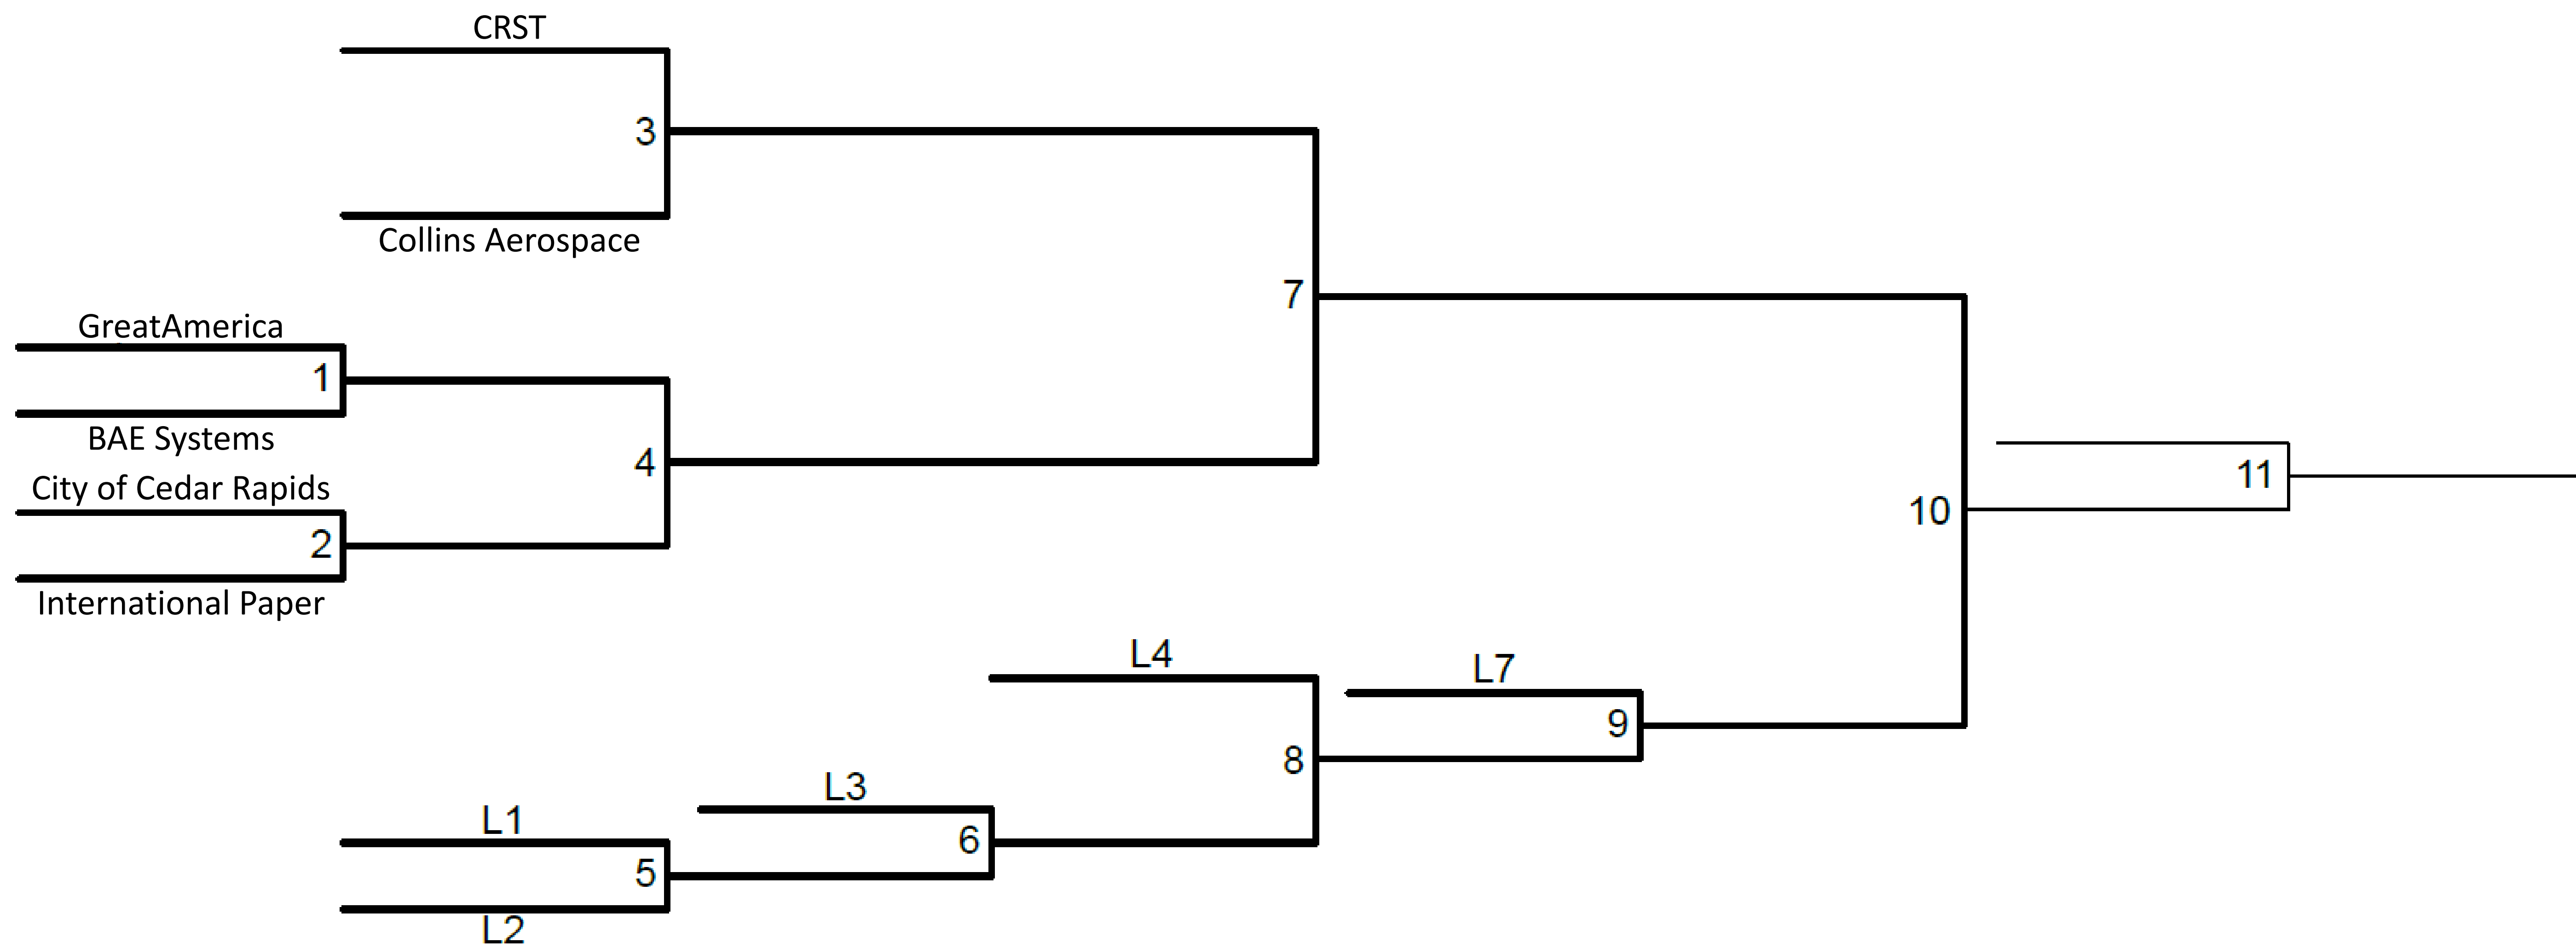 CRST
3
Collins Aerospace
7
GreatAmerica
1
BAE Systems
4
11
City of Cedar Rapids
10
2
International Paper
L4
L7
9
8
L3
L1
6
5
L2